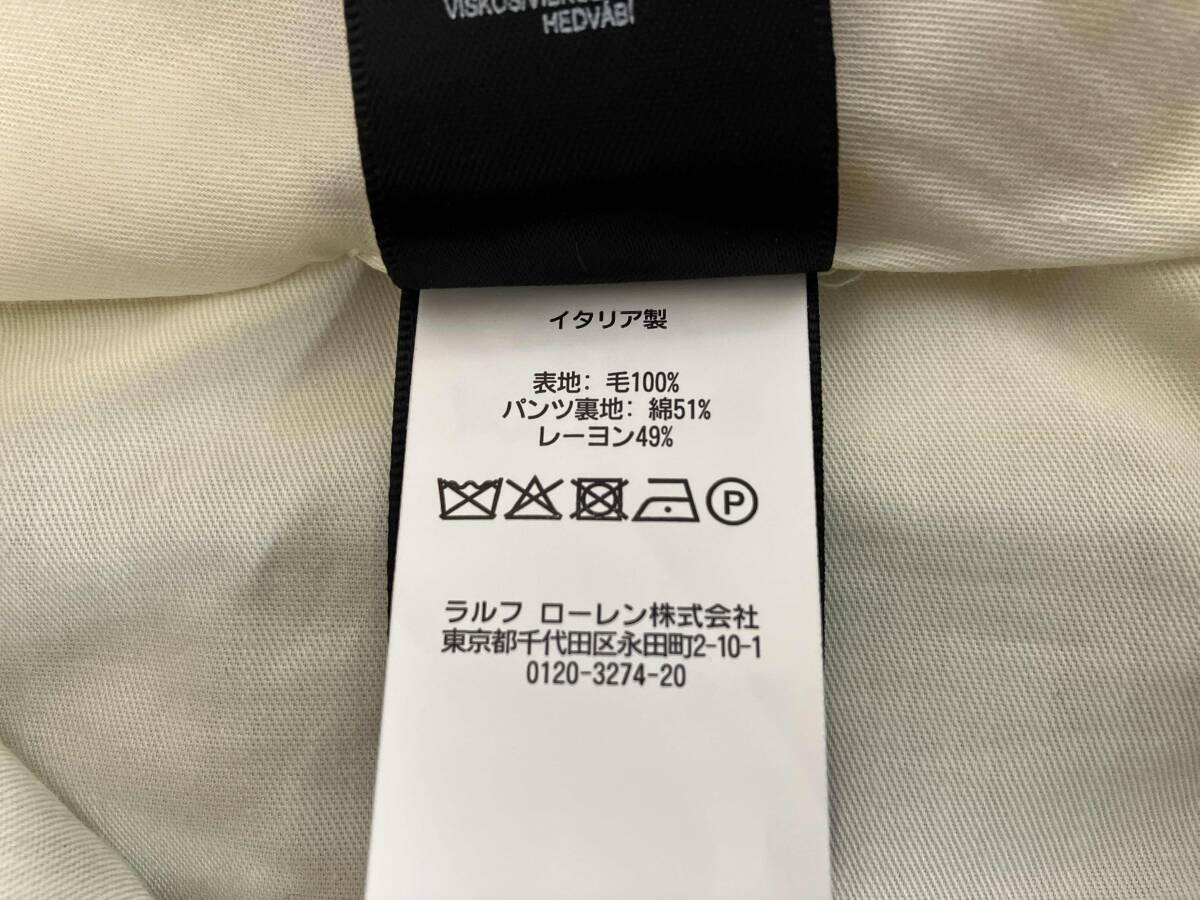 HEDVÁBÍ
イタリア製
表地: 毛100%
パンツ裏地: 綿51%
レーヨン49%
P
ラルフ ローレン株式会社
東京都千代田区永田町2-10-1
0120-3274-20